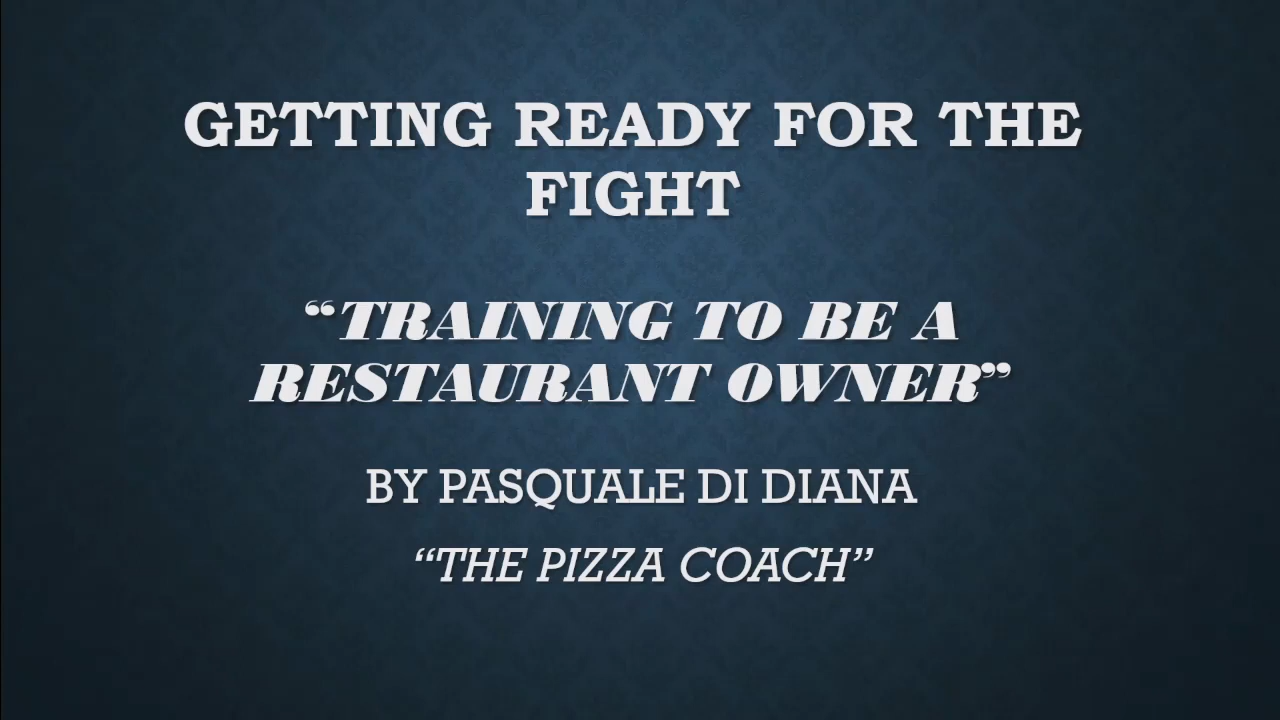 GETTING READY FOR THE
FIGHT
“TRAINING TO BE A
RESTAURANT OWNER”
BY PASQUALE DI DIANA
“THE PIZZA COACH”